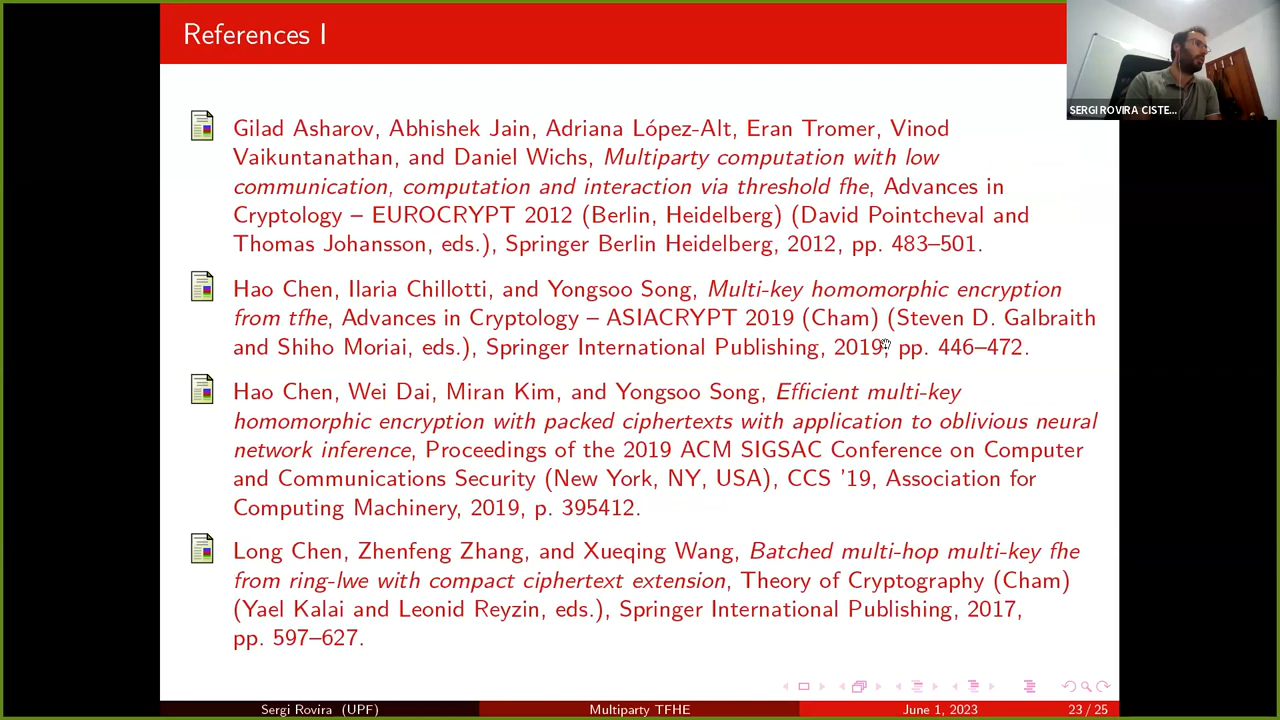 References I
SERGI ROVIRA CISTE...
Gilad Asharov, Abhishek Jain, Adriana López-Alt, Eran Tromer, Vinod
Vaikuntanathan, and Daniel Wichs, Multiparty computation with low
communication, computation and interaction via threshold fhe, Advances in
Cryptology – EUROCRYPT 2012 (Berlin, Heidelberg) (David Pointcheval and
Thomas Johansson, eds.), Springer Berlin Heidelberg, 2012, pp. 483–501.
Hao Chen, Ilaria Chillotti, and Yongsoo Song, Multi-key homomorphic encryption
from tfhe, Advances in Cryptology – ASIACRYPT 2019 (Cham) (Steven D. Galbraith
and Shiho Moriai, eds.), Springer International Publishing, 2019, pp. 446–472.
Hao Chen, Wei Dai, Miran Kim, and Yongsoo Song, Efficient multi-key
homomorphic encryption with packed ciphertexts with application to oblivious neural
network inference, Proceedings of the 2019 ACM SIGSAC Conference on Computer
and Communications Security (New York, NY, USA), CCS '19, Association for
Computing Machinery, 2019, p. 395412.
Long Chen, Zhenfeng Zhang, and Xueqing Wang, Batched multi-hop multi-key fhe
from ring-lwe with compact ciphertext extension, Theory of Cryptography (Cham)
(Yael Kalai and Leonid Reyzin, eds.), Springer International Publishing, 2017,
pp. 597–627.
Sergi Rovira (UPF)
Multiparty TFHE
June 1, 2023
23 / 25